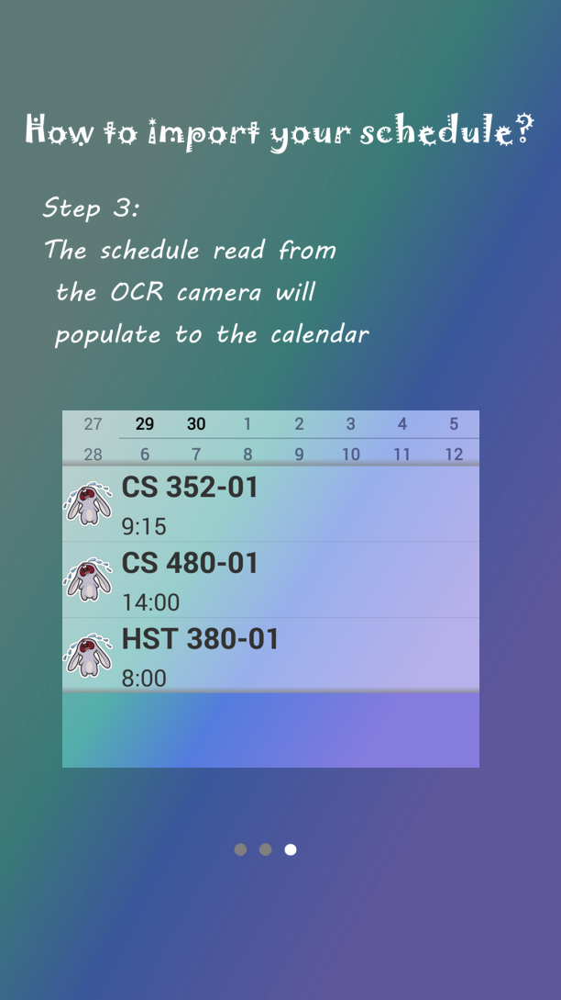 How to import your schedule?
Step 3:
The schedule read from
the OCR camera will
populate to the calendar
27 29 30 1 2 3 4 5
28 6 7 8 9 10 11 12
CS 352-01
9:15
CS 480-01
14:00
HST 380-01
8:00